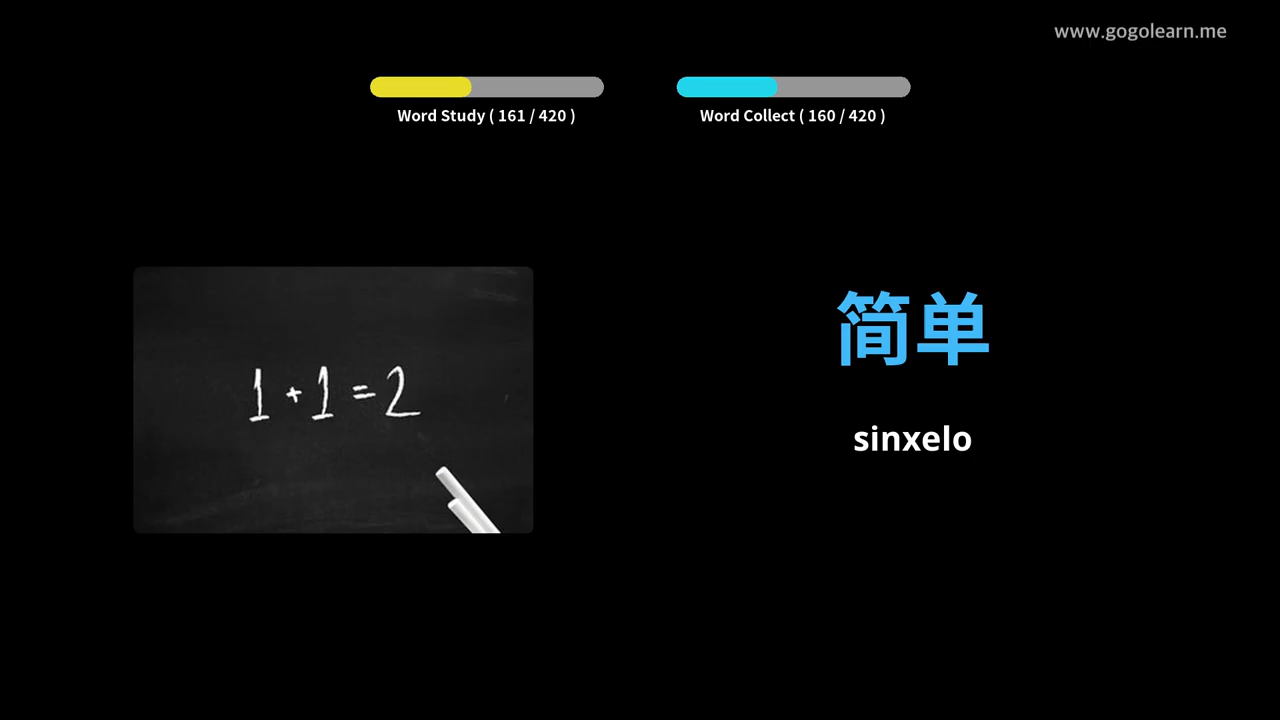 www.gogolearn.me
Word Study ( 161 / 420 )
Word Collect ( 160 / 420 )
1 + 1 = 2
简单
sinxelo